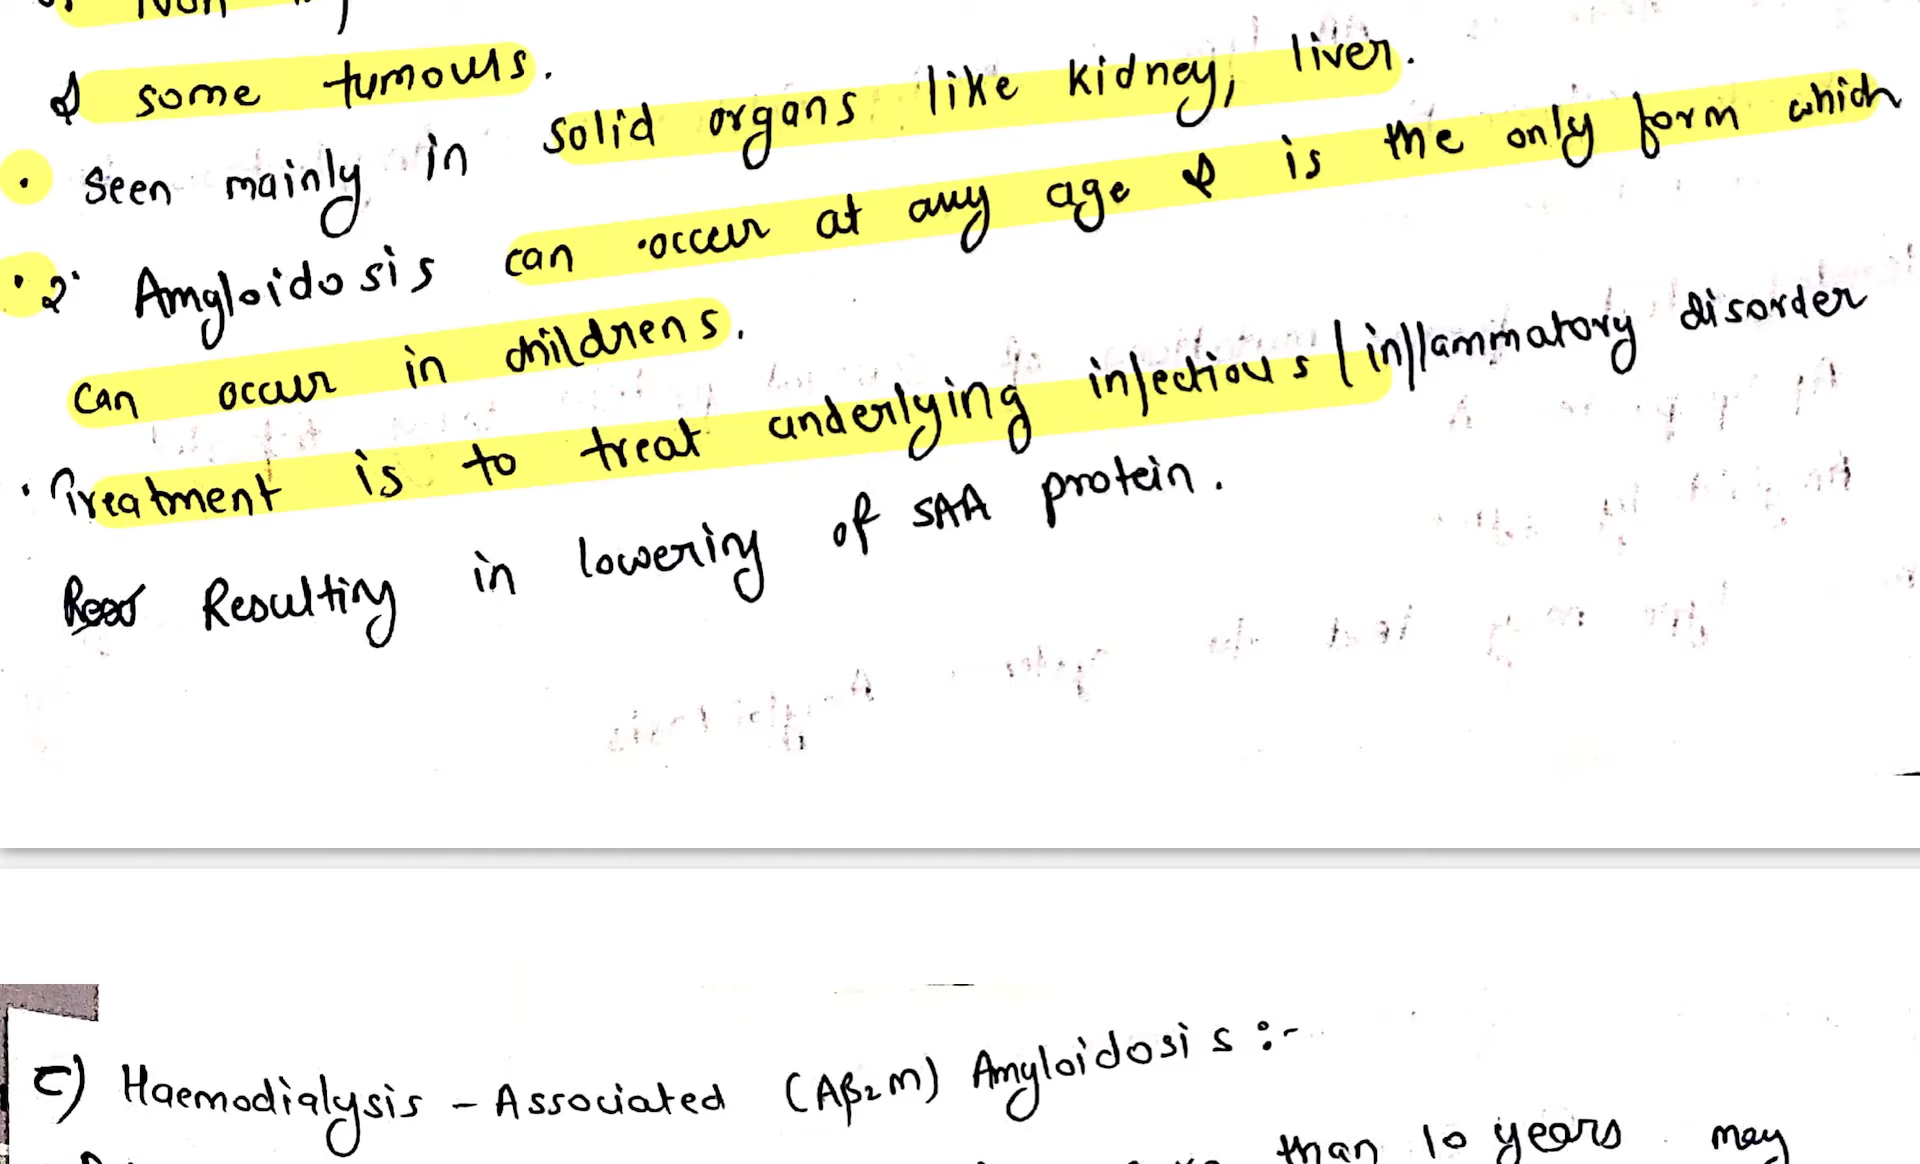 & some tumours.
• Seen mainly in solid organs like kidney, liver.
• 2° Amyloidosis can occur at any age & is the only form which
can occur in childrens.
• Treatment is to treat underlying infectious / inflammatory disorder
Resulting in lowering of SAA protein.
C) Haemodialysis - Associated (Aβ2M) Amyloidosis :-
than 10 years may